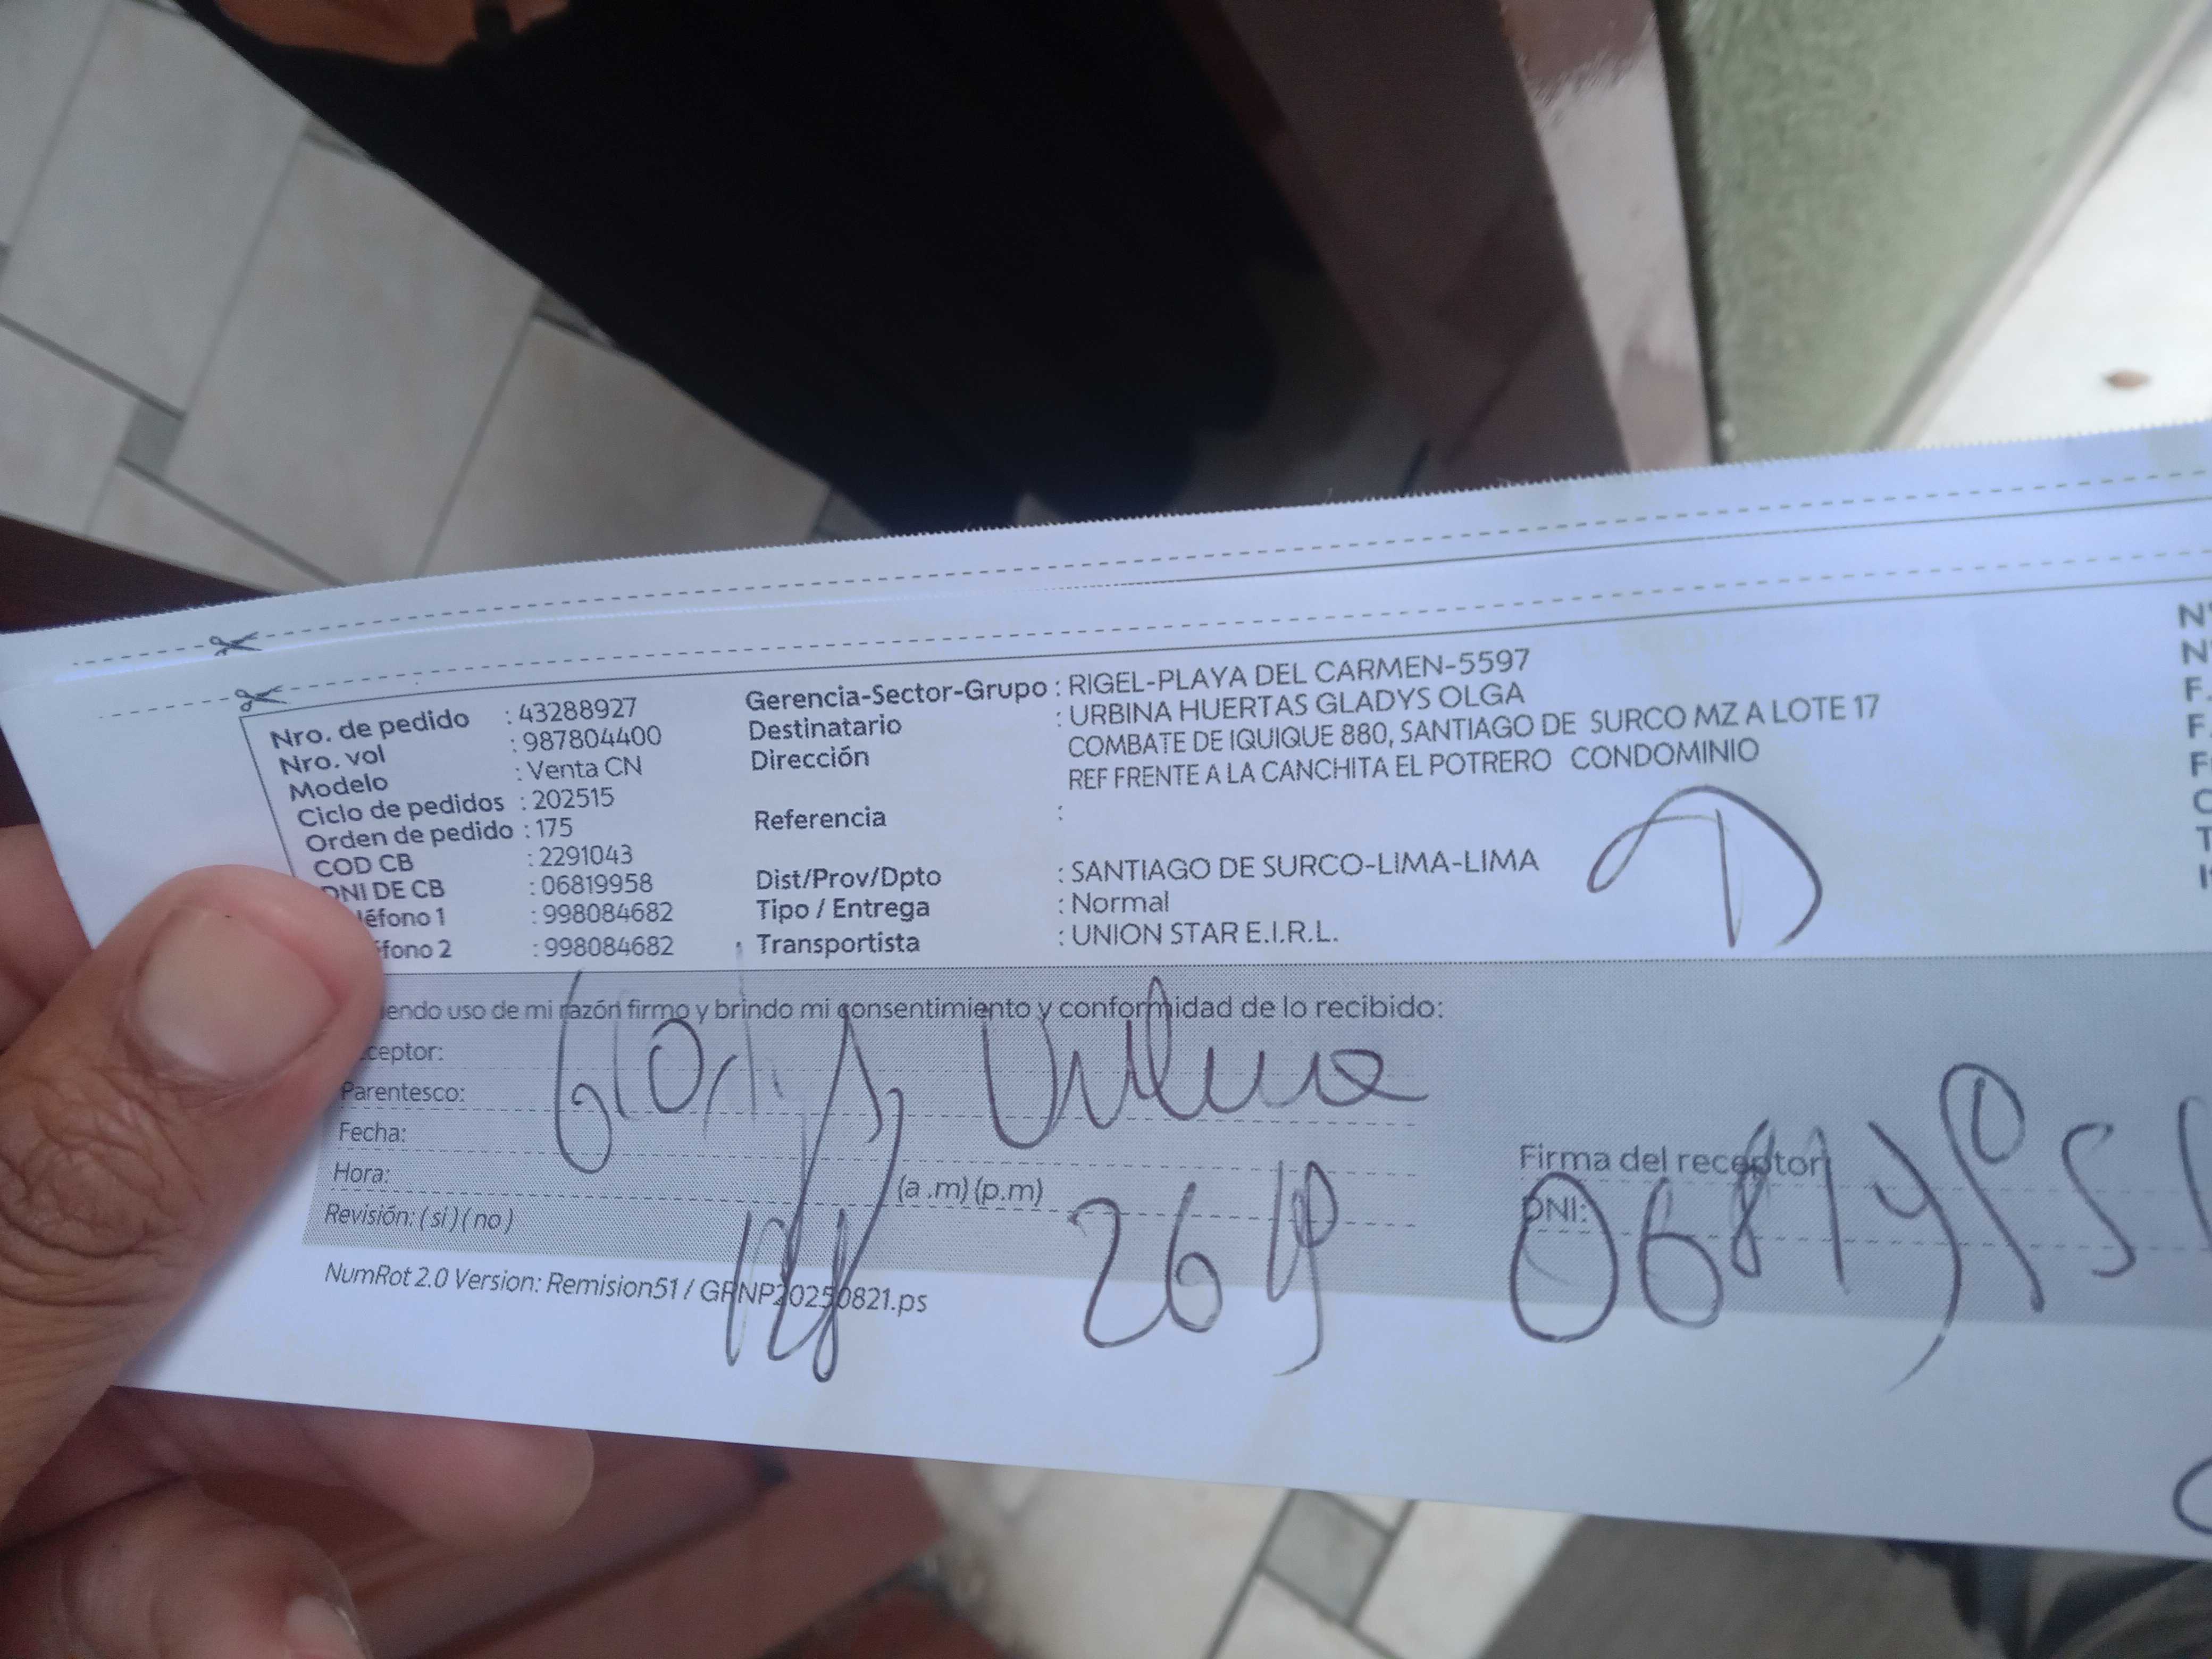 Nro. de pedido : 43288927
Nro. vol : 987804400
Modelo : Venta CN
Ciclo de pedidos : 202515
Orden de pedido : 175
COD CB : 2291043
DNI DE CB : 06819958
léfono 1 : 998084682
fono 2 : 998084682
Gerencia-Sector-Grupo : RIGEL-PLAYA DEL CARMEN-5597
Destinatario : URBINA HUERTAS GLADYS OLGA
Dirección COMBATE DE IQUIQUE 880, SANTIAGO DE SURCO MZ A LOTE 17
REF FRENTE A LA CANCHITA EL POTRERO CONDOMINIO
Referencia :
Dist/Prov/Dpto : SANTIAGO DE SURCO-LIMA-LIMA
Tipo / Entrega : Normal
Transportista : UNION STAR E.I.R.L.
iendo uso de mi razón firmo y brindo mi consentimiento y conformidad de lo recibido:
ceptor:
Parentesco:
Fecha:
Hora: (a .m) (p.m)
Revisión: ( si ) ( no )
Firma del receptor
DNI:
NumRot 2.0 Version: Remision51 / GRNP20250821.ps